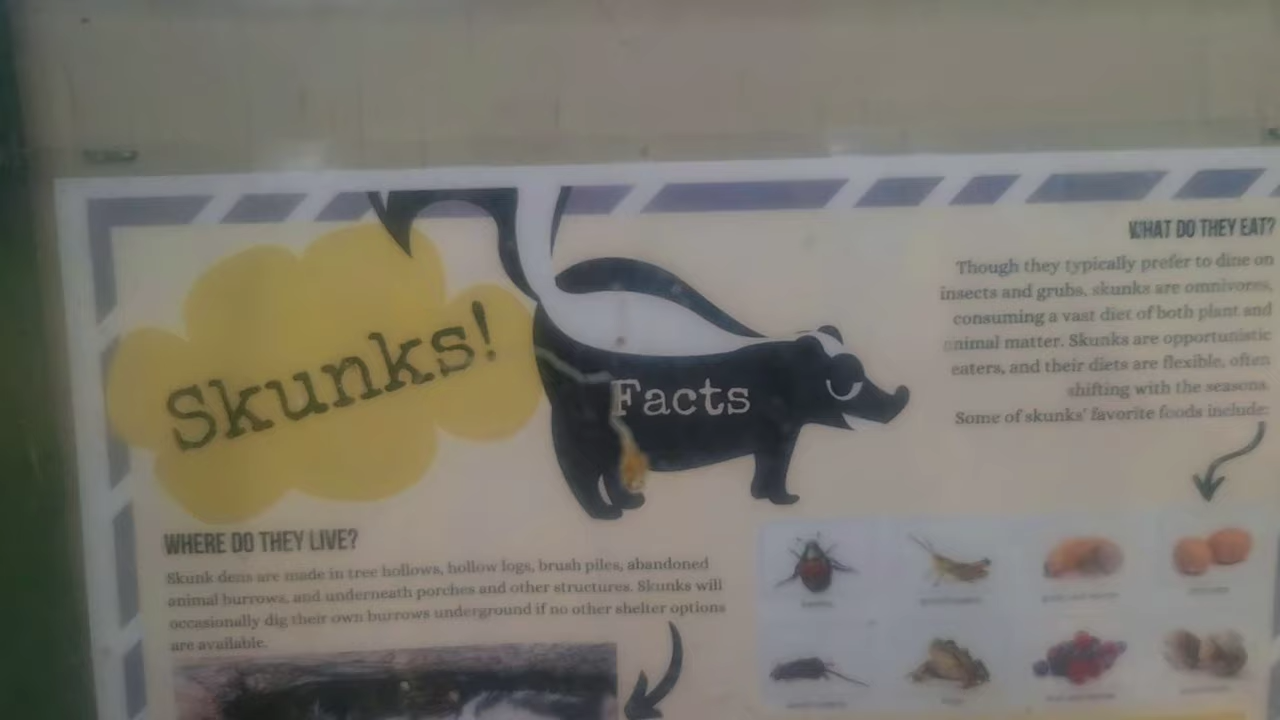 Skunks!
Facts
WHAT DO THEY EAT?
Though they typically prefer to dine on
insects and grubs, skunks are omnivores,
consuming a vast diet of both plant and
animal matter. Skunks are opportunistic
eaters, and their diets are flexible, often
shifting with the seasons.
Some of skunks' favorite foods include:
WHERE DO THEY LIVE?
Skunk dens are made in tree hollows, hollow logs, brush piles, abandoned
animal burrows, and underneath porches and other structures. Skunks will
occasionally dig their own burrows underground if no other shelter options
are available.